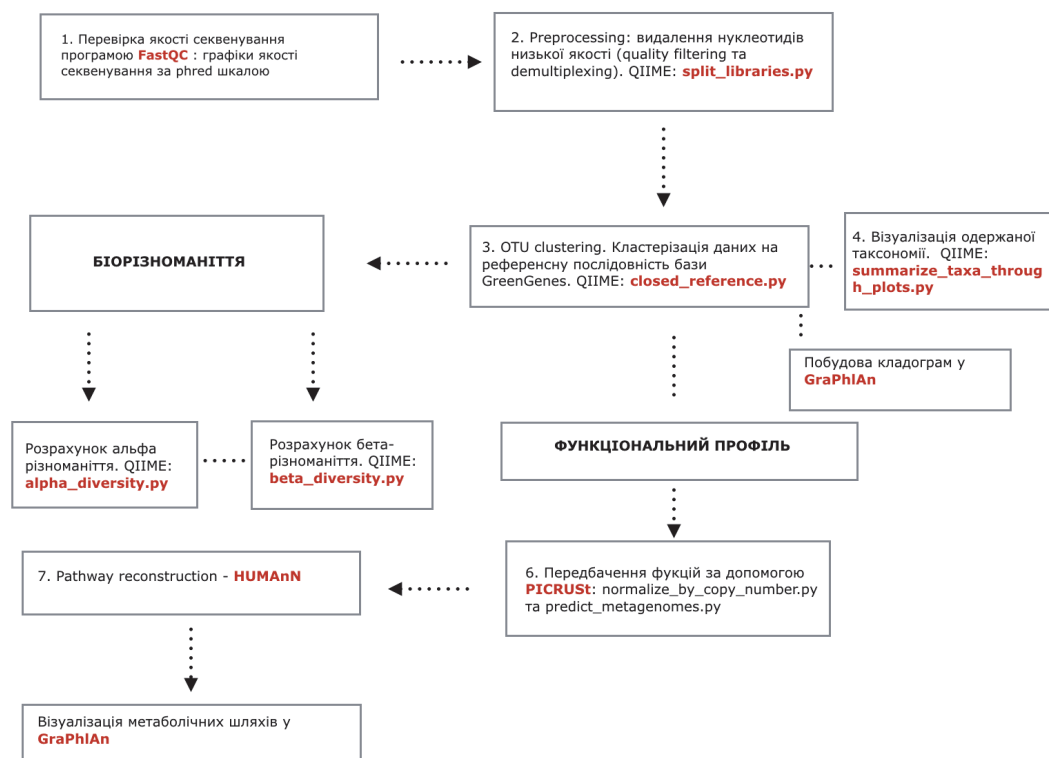 1. Перевірка якості секвенування
програмою FastQC : графіки якості
секвенування за phred шкалою
2. Preprocessing: видалення нуклеотидів
низької якості (quality filtering та
demultiplexing). QIIME: split_libraries.py
БІОРІЗНОМАНІТТЯ
3. OTU clustering. Кластерізація даних на
референсну послідовність бази
GreenGenes. QIIME: closed_reference.py
4. Візуалізація одержаної
таксономії. QIIME:
summarize_taxa_throug
h_plots.py
Побудова кладограм у
GraPhlAn
Розрахунок альфа
різноманіття. QIIME:
alpha_diversity.py
Розрахунок бета-
різноманіття. QIIME:
beta_diversity.py
ФУНКЦІОНАЛЬНИЙ ПРОФІЛЬ
6. Передбачення фукцій за допомогою
PICRUSt: normalize_by_copy_number.py
та predict_metagenomes.py
7. Pathway reconstruction - HUMAnN
Візуалізація метаболічних шляхів у
GraPhlAn